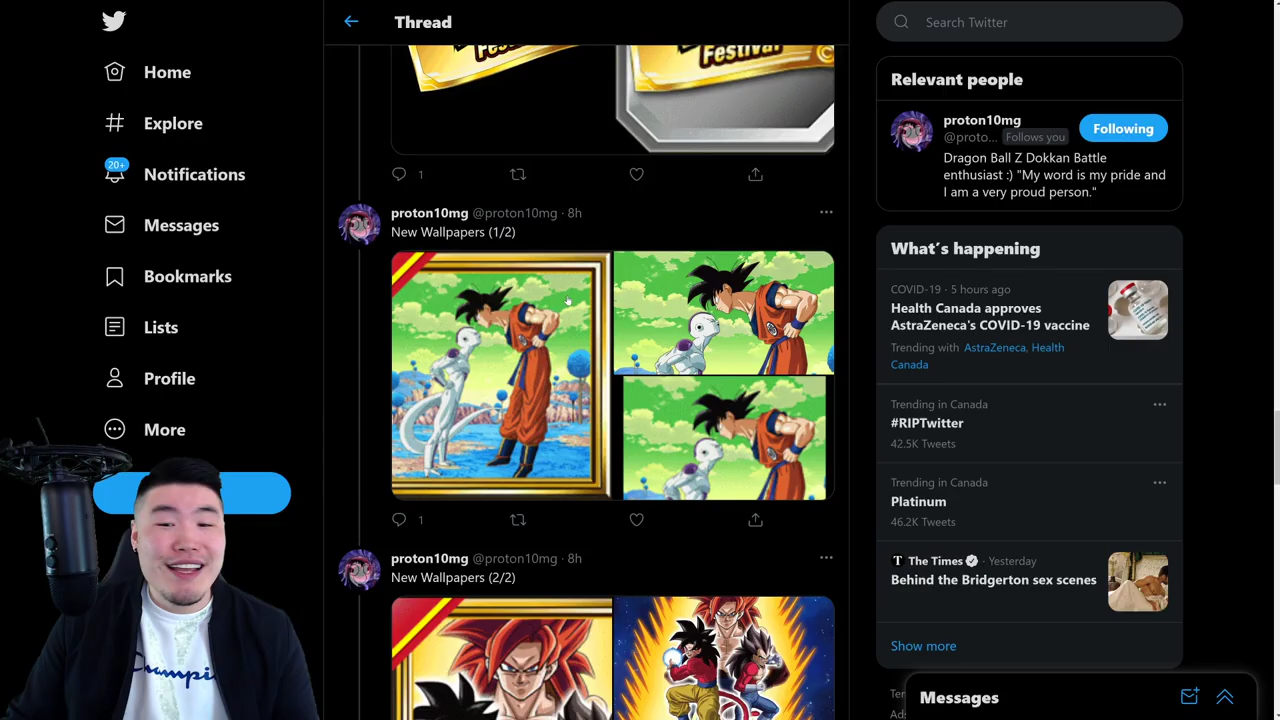 Home
Explore
20+
Notifications
Messages
Bookmarks
Lists
Profile
More
Thread
Festival
Festival
1
proton10mg @proton10mg · 8h
New Wallpapers (1/2)
1
proton10mg @proton10mg · 8h
New Wallpapers (2/2)
Champi
Search Twitter
Relevant people
proton10mg
@proto... Follows you
Following
Dragon Ball Z Dokkan Battle
enthusiast :) "My word is my pride and
I am a very proud person."
What's happening
COVID-19 · 5 hours ago
Health Canada approves
AstraZeneca's COVID-19 vaccine
Trending with AstraZeneca, Health
Canada
Trending in Canada
#RIPTwitter
42.5K Tweets
Trending in Canada
Platinum
46.2K Tweets
The Times · Yesterday
Behind the Bridgerton sex scenes
Show more
Messages